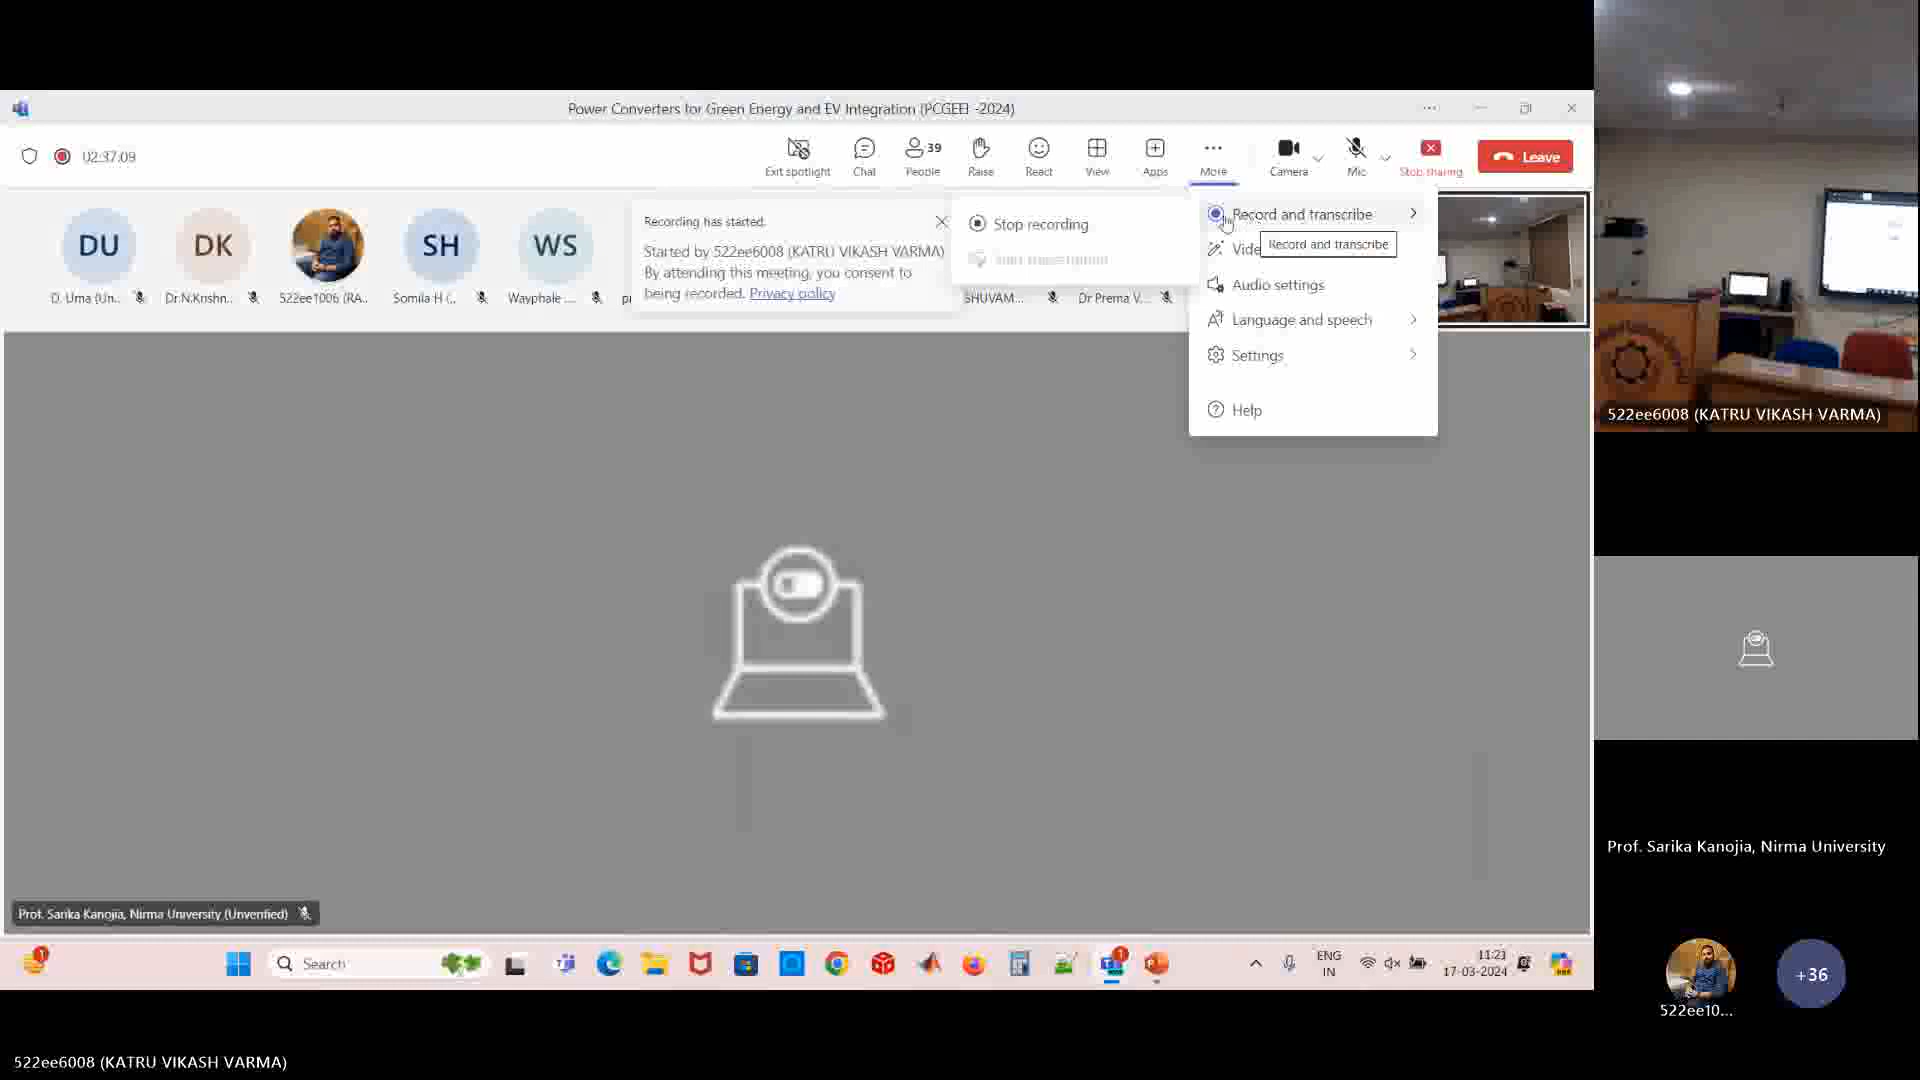 Power Converters for Green Energy and EV Integration (PCGEEI -2024)
02:37:09
Exit spotlight
Chat
39
People
Raise
React
View
Apps
More
Camera
Mic
Stop sharing
Leave
DU
DK
SH
WS
D. Uma (Un...
Dr.N.Krishn...
522ee1006 (RA...
Somila H (...
Wayphale ...
Recording has started.
Started by 522ee6008 (KATRU VIKASH VARMA)
By attending this meeting, you consent to
being recorded. Privacy policy
SHUVAM...
Dr Prema V...
Stop recording
Start transcription
Record and transcribe
Record and transcribe
Vide
Audio settings
Language and speech
Settings
Help
522ee6008 (KATRU VIKASH VARMA)
Prof. Sarika Kanojia, Nirma University (Unverified)
Prof. Sarika Kanojia, Nirma University
522ee10...
+36
1
Search
1
ENG
IN
11:23
17-03-2024
522ee6008 (KATRU VIKASH VARMA)